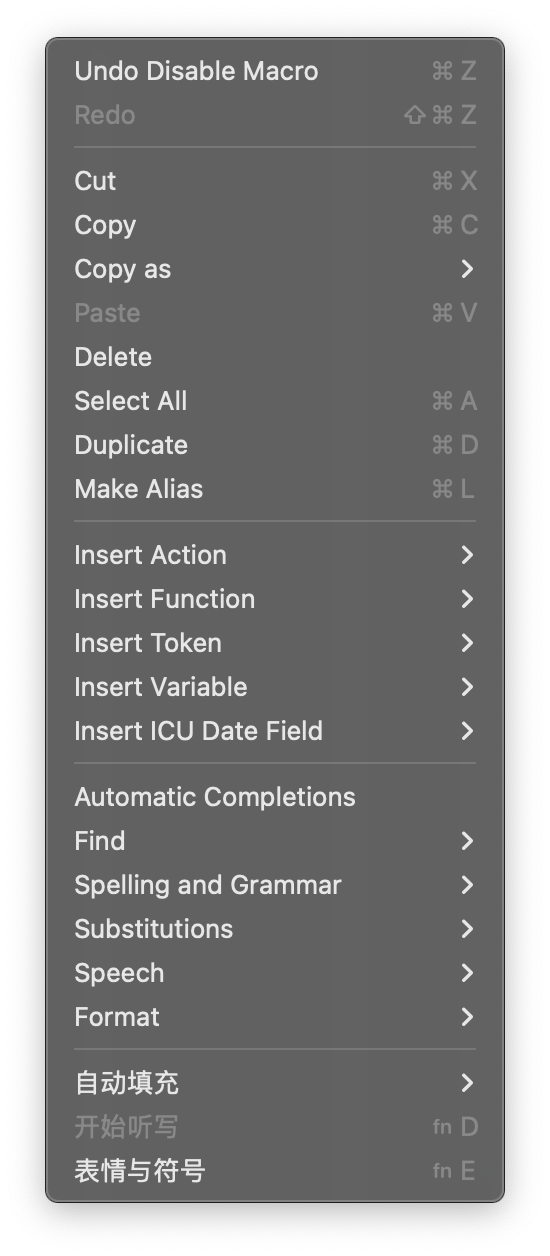 Undo Disable Macro ⌘ Z
Redo ⇧ ⌘ Z
Cut ⌘ X
Copy ⌘ C
Copy as
Paste ⌘ V
Delete
Select All ⌘ A
Duplicate ⌘ D
Make Alias ⌘ L
Insert Action
Insert Function
Insert Token
Insert Variable
Insert ICU Date Field
Automatic Completions
Find
Spelling and Grammar
Substitutions
Speech
Format
自动填充
开始听写 fn D
表情与符号 fn E